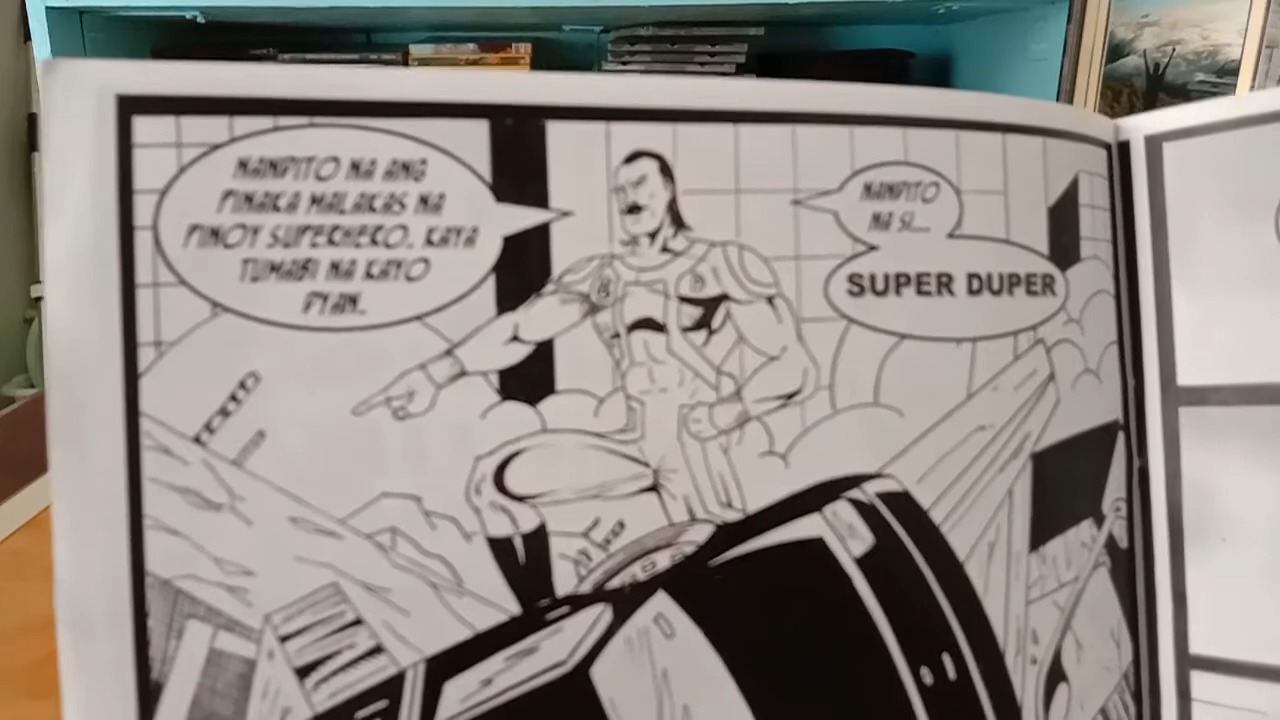 NANDITO NA ANG
PINAKA MALAKAS NA
PINOY SUPERHERO. KAYA
TUMABI NA KAYO
DYAN.
NANDITO
NA SI...
SUPER DUPER